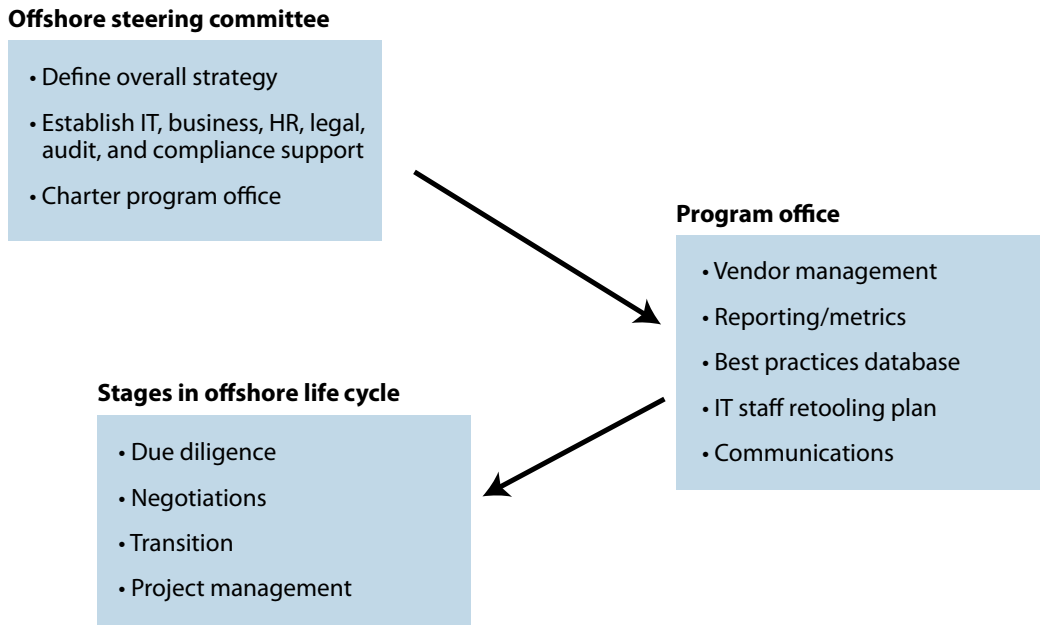 Offshore steering committee
• Define overall strategy
• Establish IT, business, HR, legal,
audit, and compliance support
• Charter program office
Program office
• Vendor management
• Reporting/metrics
• Best practices database
• IT staff retooling plan
• Communications
Stages in offshore life cycle
• Due diligence
• Negotiations
• Transition
• Project management